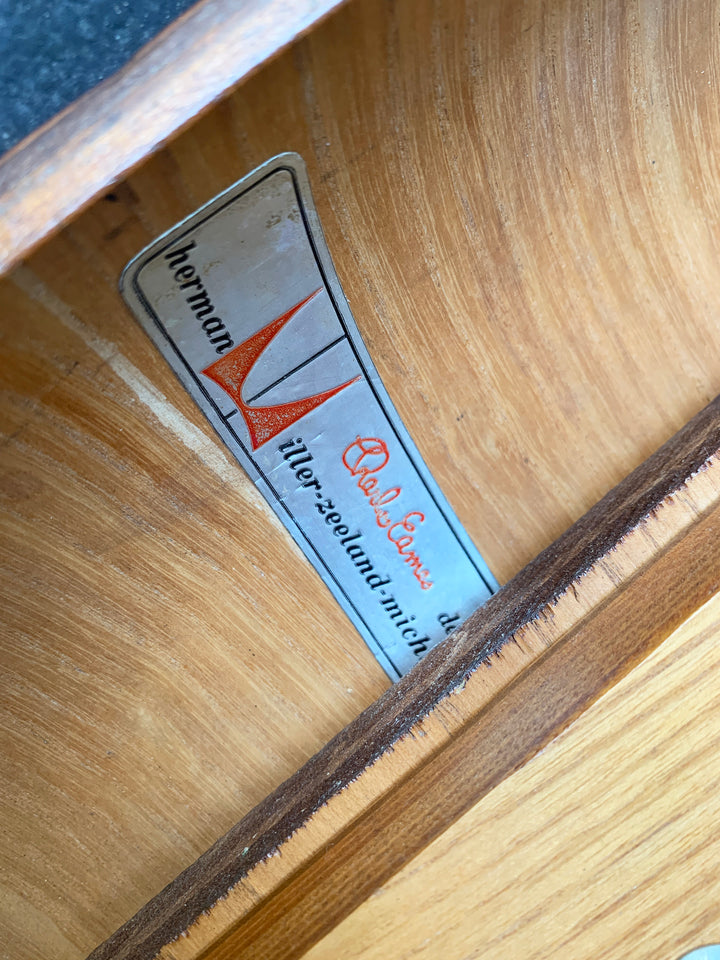 herman
iller-zeeland-mich
Charles Eames